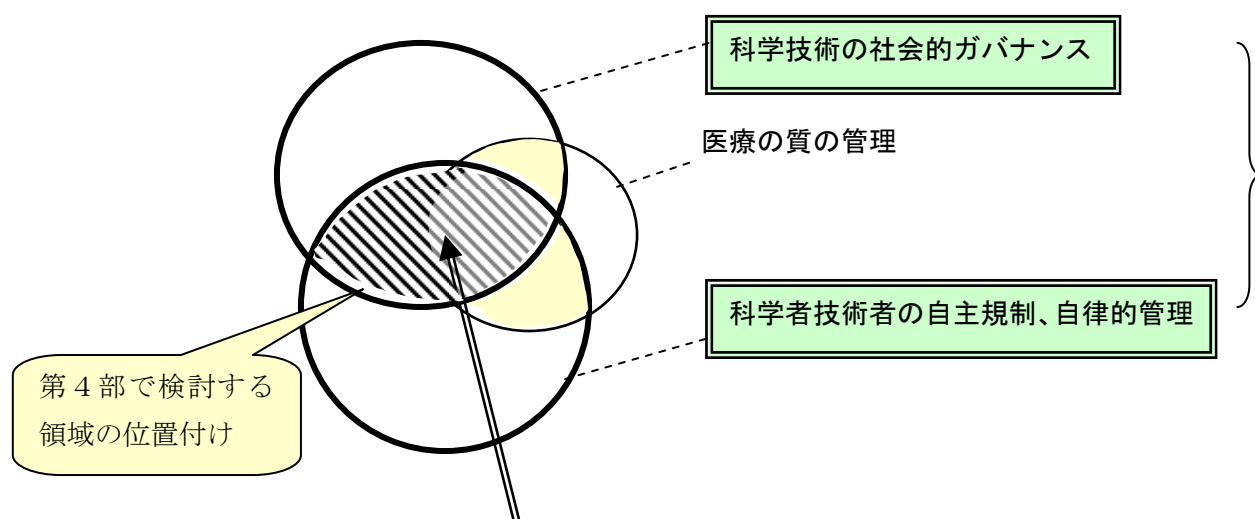 科学技術の社会的ガバナンス
医療の質の管理
科学者技術者の自主規制、自律的管理
第４部で検討する
領域の位置付け